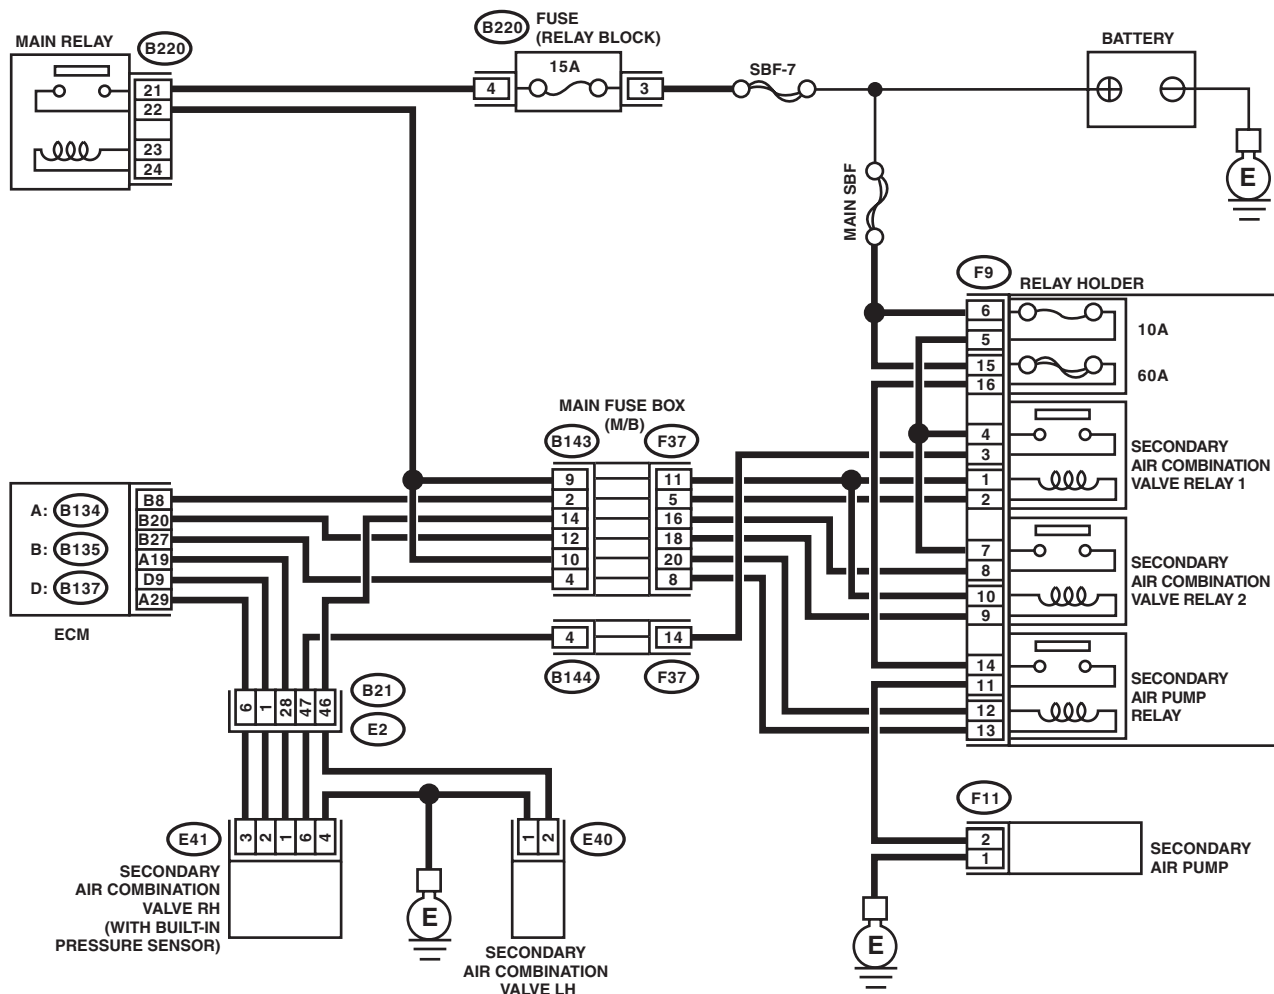 MAIN RELAY
B220
21
22
23
24
B220
FUSE
(RELAY BLOCK)
15A
4
3
SBF-7
BATTERY
E
MAIN SBF
F9
RELAY HOLDER
6
5
15
16
4
3
1
2
7
8
10
9
14
11
12
13
10A
60A
SECONDARY
AIR COMBINATION
VALVE RELAY 1
SECONDARY
AIR COMBINATION
VALVE RELAY 2
SECONDARY
AIR PUMP
RELAY
MAIN FUSE BOX
(M/B)
B143
F37
9
11
2
5
14
16
12
18
10
20
4
8
4
14
B144
F37
A: B134
B: B135
D: B137
B8
B20
B27
A19
D9
A29
ECM
6
1
28
47
46
B21
E2
E41
3
2
1
6
4
SECONDARY
AIR COMBINATION
VALVE RH
(WITH BUILT-IN
PRESSURE SENSOR)
E
1
2
E40
SECONDARY
AIR COMBINATION
VALVE LH
F11
2
1
SECONDARY
AIR PUMP
E